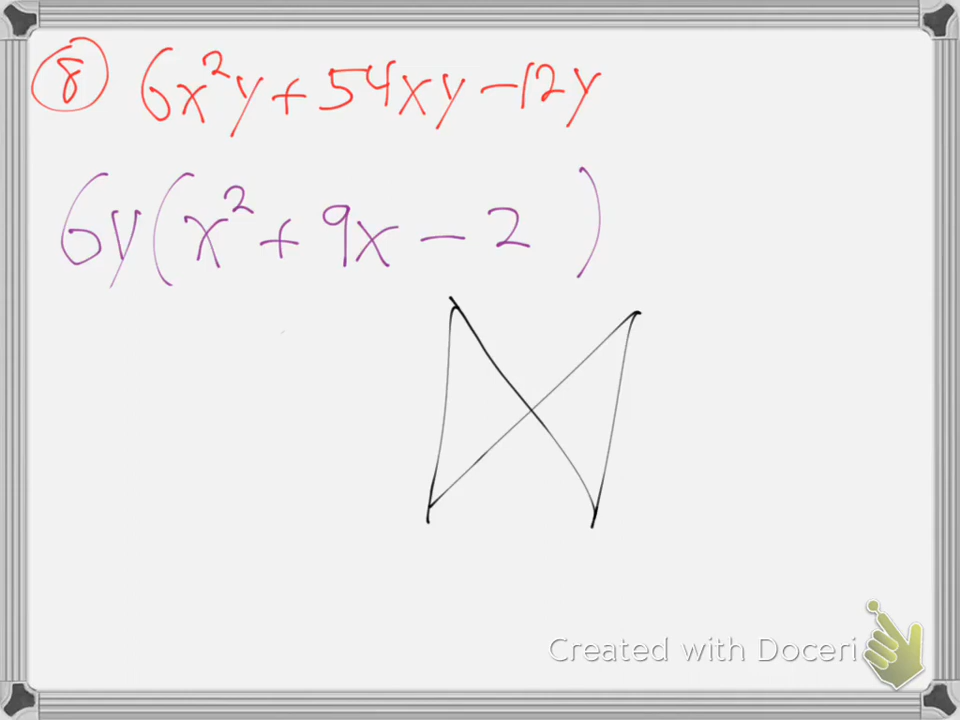 ⑧ 6x²y + 54xy - 12y
6y(x² + 9x - 2 )
Created with Doceri